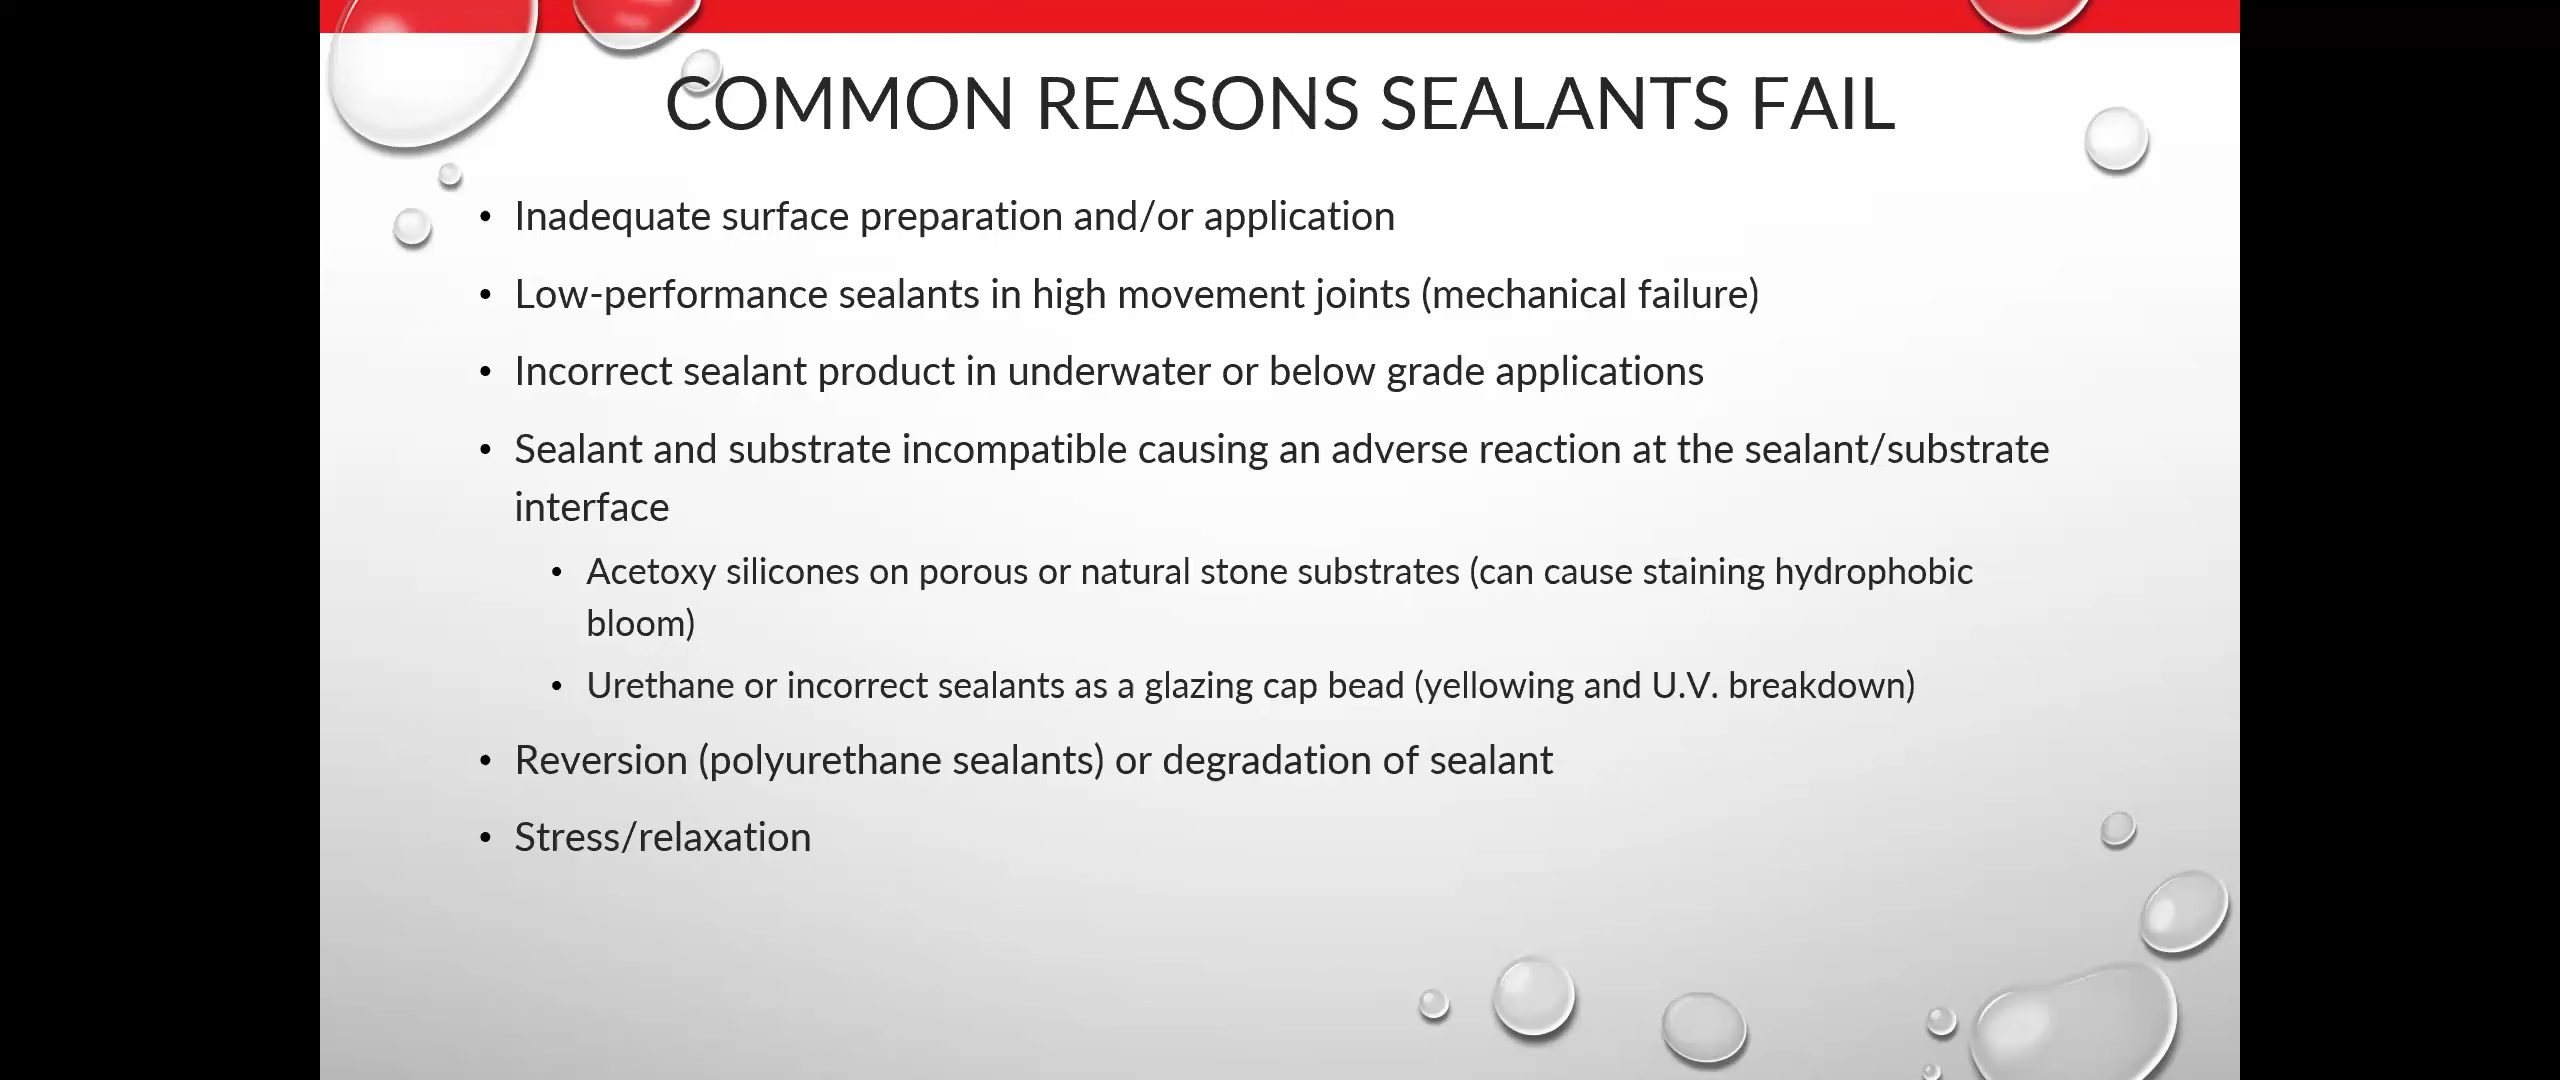 COMMON REASONS SEALANTS FAIL
• Inadequate surface preparation and/or application
• Low-performance sealants in high movement joints (mechanical failure)
• Incorrect sealant product in underwater or below grade applications
• Sealant and substrate incompatible causing an adverse reaction at the sealant/substrate
interface
• Acetoxy silicones on porous or natural stone substrates (can cause staining hydrophobic
bloom)
• Urethane or incorrect sealants as a glazing cap bead (yellowing and U.V. breakdown)
• Reversion (polyurethane sealants) or degradation of sealant
• Stress/relaxation